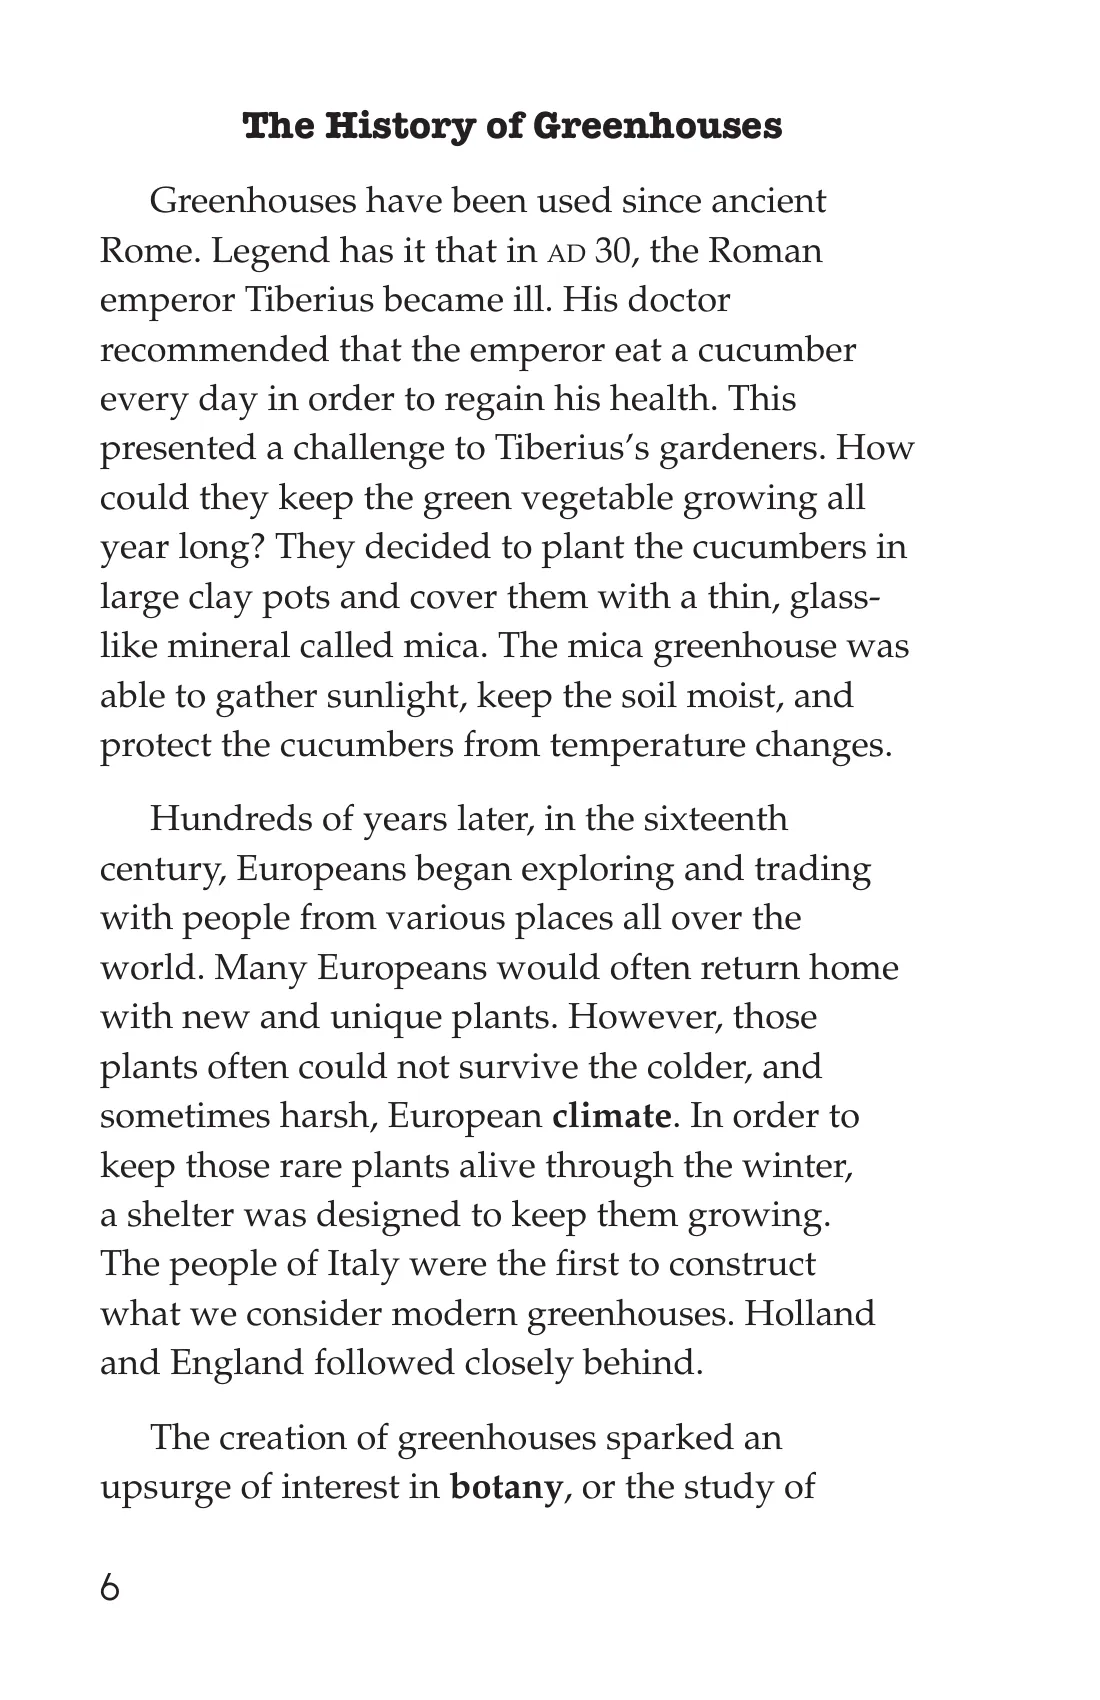 The History of Greenhouses
Greenhouses have been used since ancient
Rome. Legend has it that in AD 30, the Roman
emperor Tiberius became ill. His doctor
recommended that the emperor eat a cucumber
every day in order to regain his health. This
presented a challenge to Tiberius’s gardeners. How
could they keep the green vegetable growing all
year long? They decided to plant the cucumbers in
large clay pots and cover them with a thin, glass-
like mineral called mica. The mica greenhouse was
able to gather sunlight, keep the soil moist, and
protect the cucumbers from temperature changes.
Hundreds of years later, in the sixteenth
century, Europeans began exploring and trading
with people from various places all over the
world. Many Europeans would often return home
with new and unique plants. However, those
plants often could not survive the colder, and
sometimes harsh, European climate. In order to
keep those rare plants alive through the winter,
a shelter was designed to keep them growing.
The people of Italy were the first to construct
what we consider modern greenhouses. Holland
and England followed closely behind.
The creation of greenhouses sparked an
upsurge of interest in botany, or the study of
6